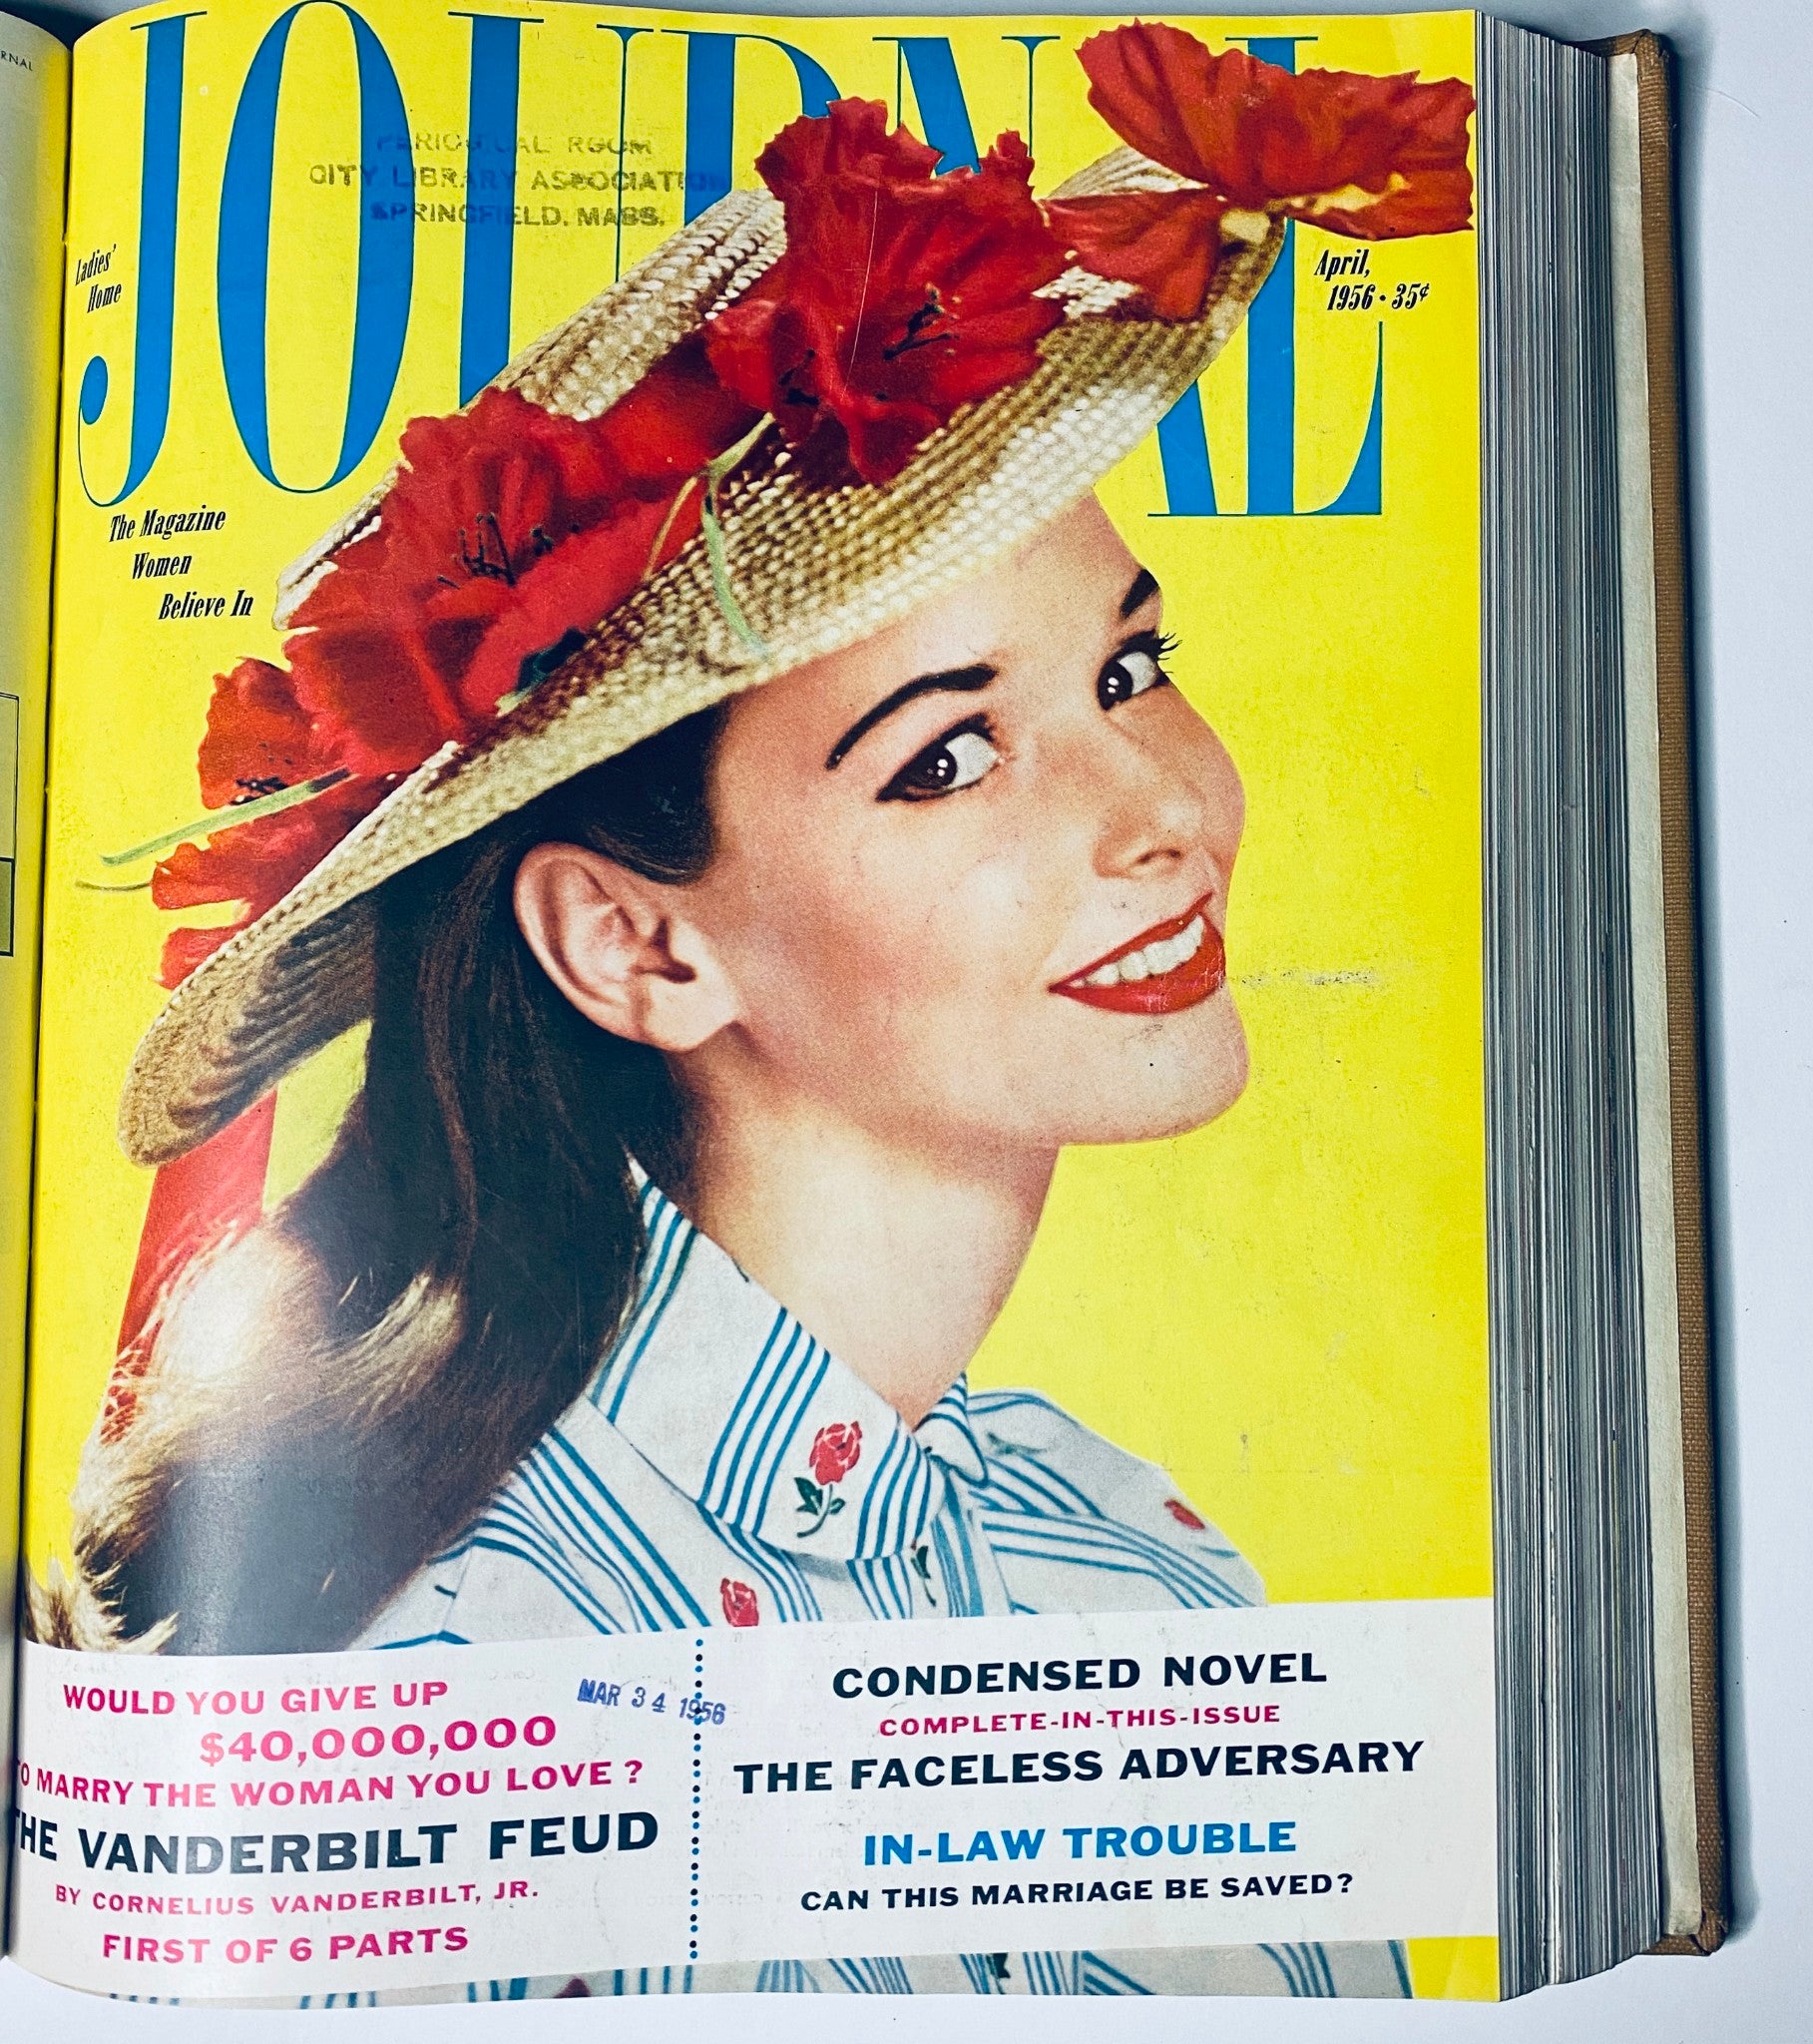 RNAL
JOURNAL
PERIODICAL ROOM
CITY LIBRARY ASSOCIATION
SPRINGFIELD, MASS.
Ladies'
Home
April,
1956 • 35¢
The Magazine
Women
Believe In
WOULD YOU GIVE UP
$40,000,000
TO MARRY THE WOMAN YOU LOVE?
THE VANDERBILT FEUD
BY CORNELIUS VANDERBILT, JR.
FIRST OF 6 PARTS
MAR 34 1956
CONDENSED NOVEL
COMPLETE-IN-THIS-ISSUE
THE FACELESS ADVERSARY
IN-LAW TROUBLE
CAN THIS MARRIAGE BE SAVED?